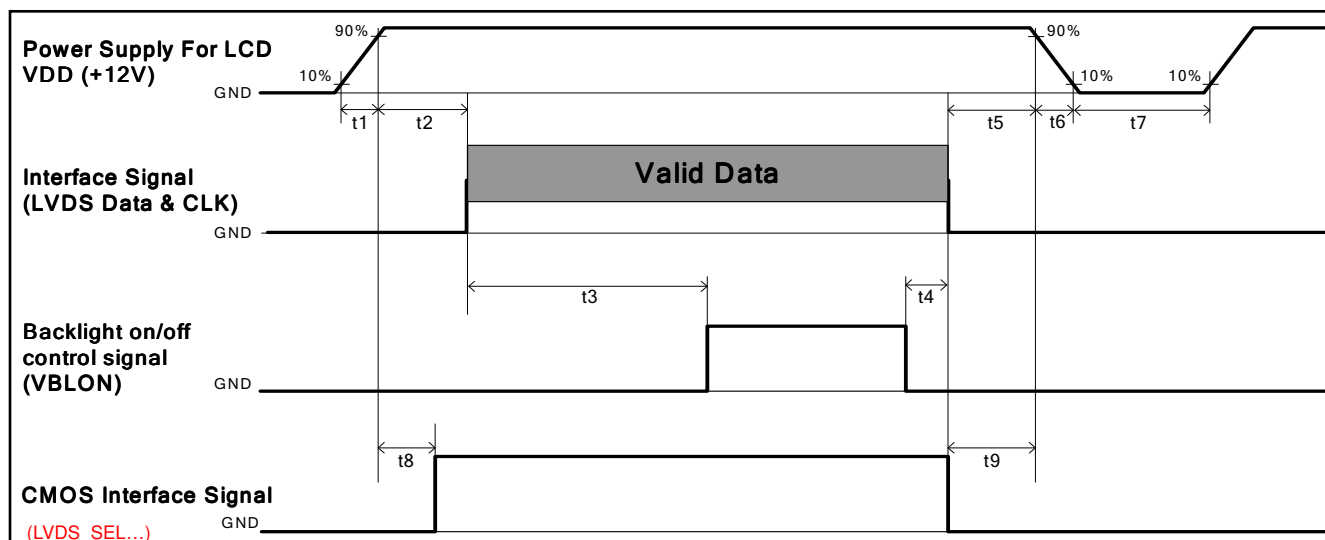 Power Supply For LCD
VDD (+12V)
90%
90%
10%
10%
10%
GND
t1
t2
t5
t6
t7
Valid Data
Interface Signal
(LVDS Data & CLK)
GND
t3
t4
Backlight on/off
control signal
(VBLON)
GND
t8
t9
CMOS Interface Signal
GND
(LVDS_SEL...)